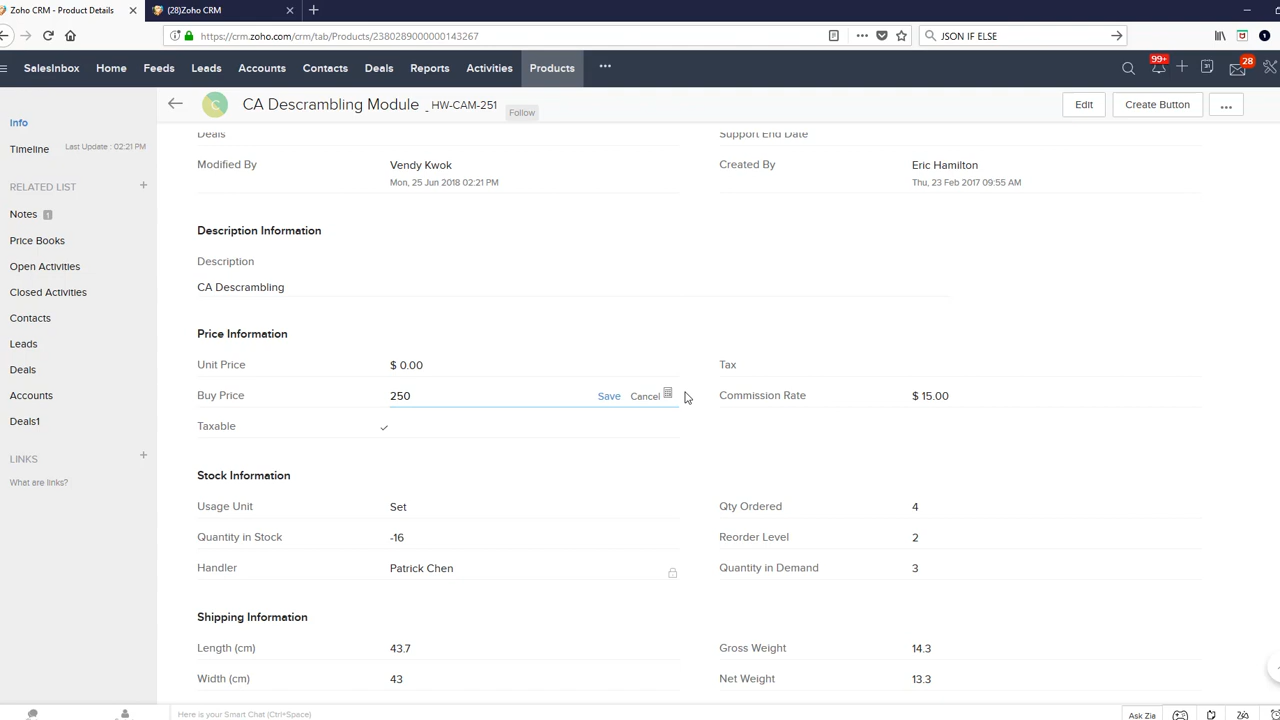 Zoho CRM - Product Details
(28)Zoho CRM
https://crm.zoho.com/crm/tab/Products/2380289000000143267
JSON IF ELSE
SalesInbox Home Feeds Leads Accounts Contacts Deals Reports Activities Products
99+
31
28
C
CA Descrambling Module - HW-CAM-251
Follow
Edit
Create Button
Info
Timeline
Last Update : 02:21 PM
RELATED LIST
Notes 1
Price Books
Open Activities
Closed Activities
Contacts
Leads
Deals
Accounts
Deals1
LINKS
What are links?
Deals
Support End Date
Modified By
Vendy Kwok
Mon, 25 Jun 2018 02:21 PM
Created By
Eric Hamilton
Thu, 23 Feb 2017 09:55 AM
Description Information
Description
CA Descrambling
Price Information
Unit Price $ 0.00
Tax
Buy Price 250 Save Cancel
Commission Rate $ 15.00
Taxable
Stock Information
Usage Unit Set
Qty Ordered 4
Quantity in Stock -16
Reorder Level 2
Handler Patrick Chen
Quantity in Demand 3
Shipping Information
Length (cm) 43.7
Gross Weight 14.3
Width (cm) 43
Net Weight 13.3
Here is your Smart Chat (Ctrl+Space)
Ask Zia